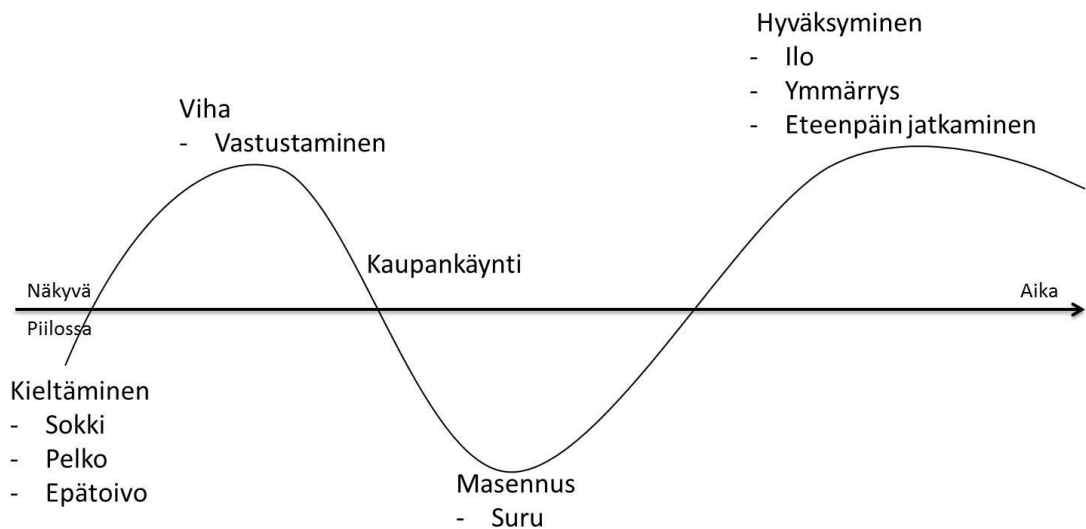 Hyväksyminen
- Ilo
- Ymmärrys
- Eteenpäin jatkaminen
Viha
- Vastustaminen
Kaupankäynti
Näkyvä
Aika
Piilossa
Kieltäminen
- Sokki
- Pelko
- Epätoivo
Masennus
- Suru